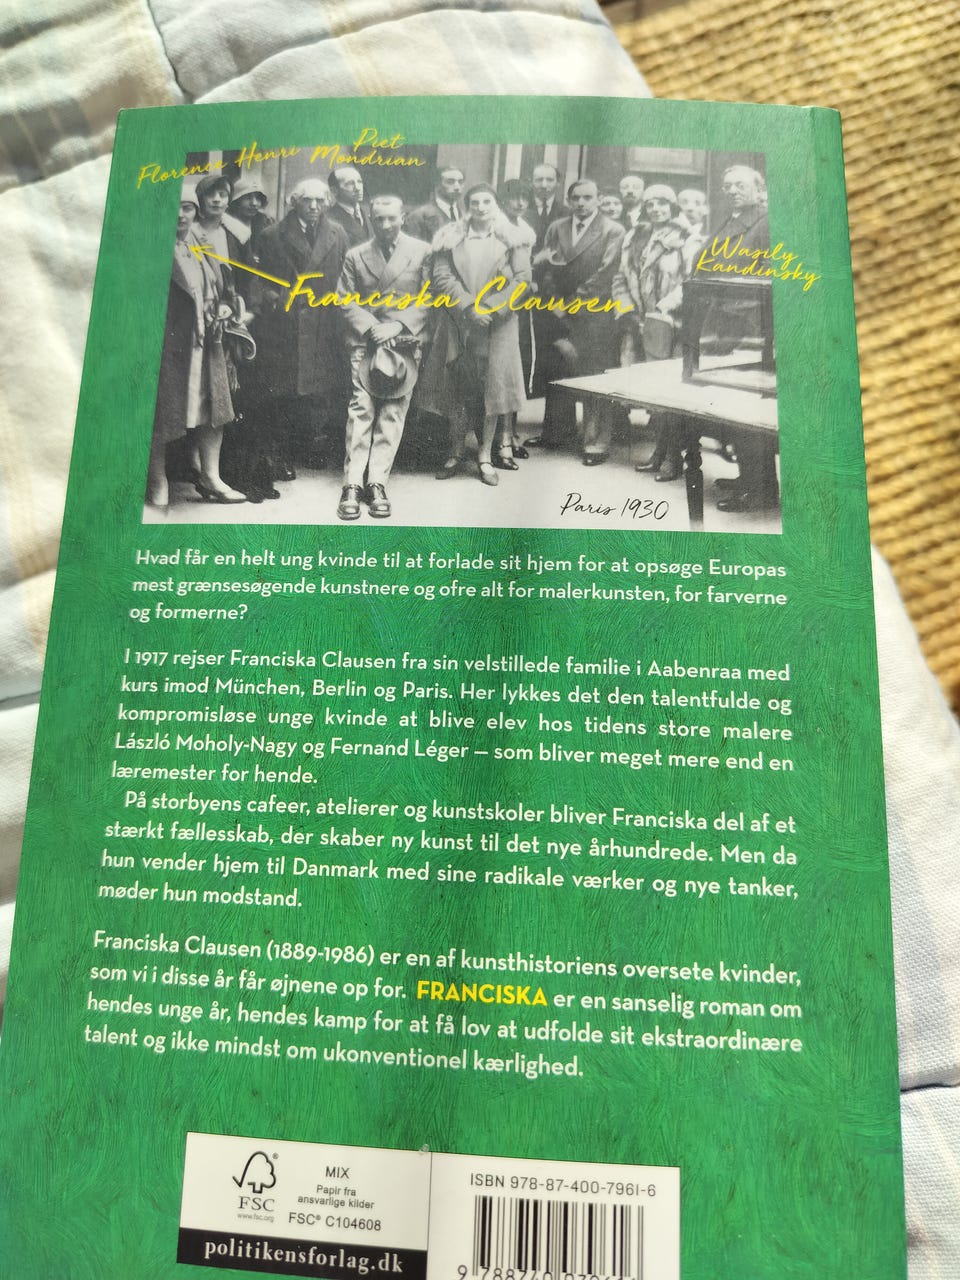 Florence Henri
Piet
Mondrian
Wasily
Kandinsky
Franciska Clausen
Paris 1930
Hvad får en helt ung kvinde til at forlade sit hjem for at opsøge Europas
mest grænsesøgende kunstnere og ofre alt for malerkunsten, for farverne
og formerne?
I 1917 rejser Franciska Clausen fra sin velstillede familie i Aabenraa med
kurs imod München, Berlin og Paris. Her lykkes det den talentfulde og
kompromisløse unge kvinde at blive elev hos tidens store malere
László Moholy-Nagy og Fernand Léger – som bliver meget mere end en
læremester for hende.
På storbyens cafeer, atelierer og kunstskoler bliver Franciska del af et
stærkt fællesskab, der skaber ny kunst til det nye århundrede. Men da
hun vender hjem til Danmark med sine radikale værker og nye tanker,
møder hun modstand.
Franciska Clausen (1889-1986) er en af kunsthistoriens oversete kvinder,
som vi i disse år får øjnene op for. FRANCISKA er en sanselig roman om
hendes unge år, hendes kamp for at få lov at udfolde sit ekstraordinære
talent og ikke mindst om ukonventionel kærlighed.
FSC
www.fsc.org
MIX
Papir fra
ansvarlige kilder
FSC® C104608
politikensforlag.dk
ISBN 978-87-400-7961-6